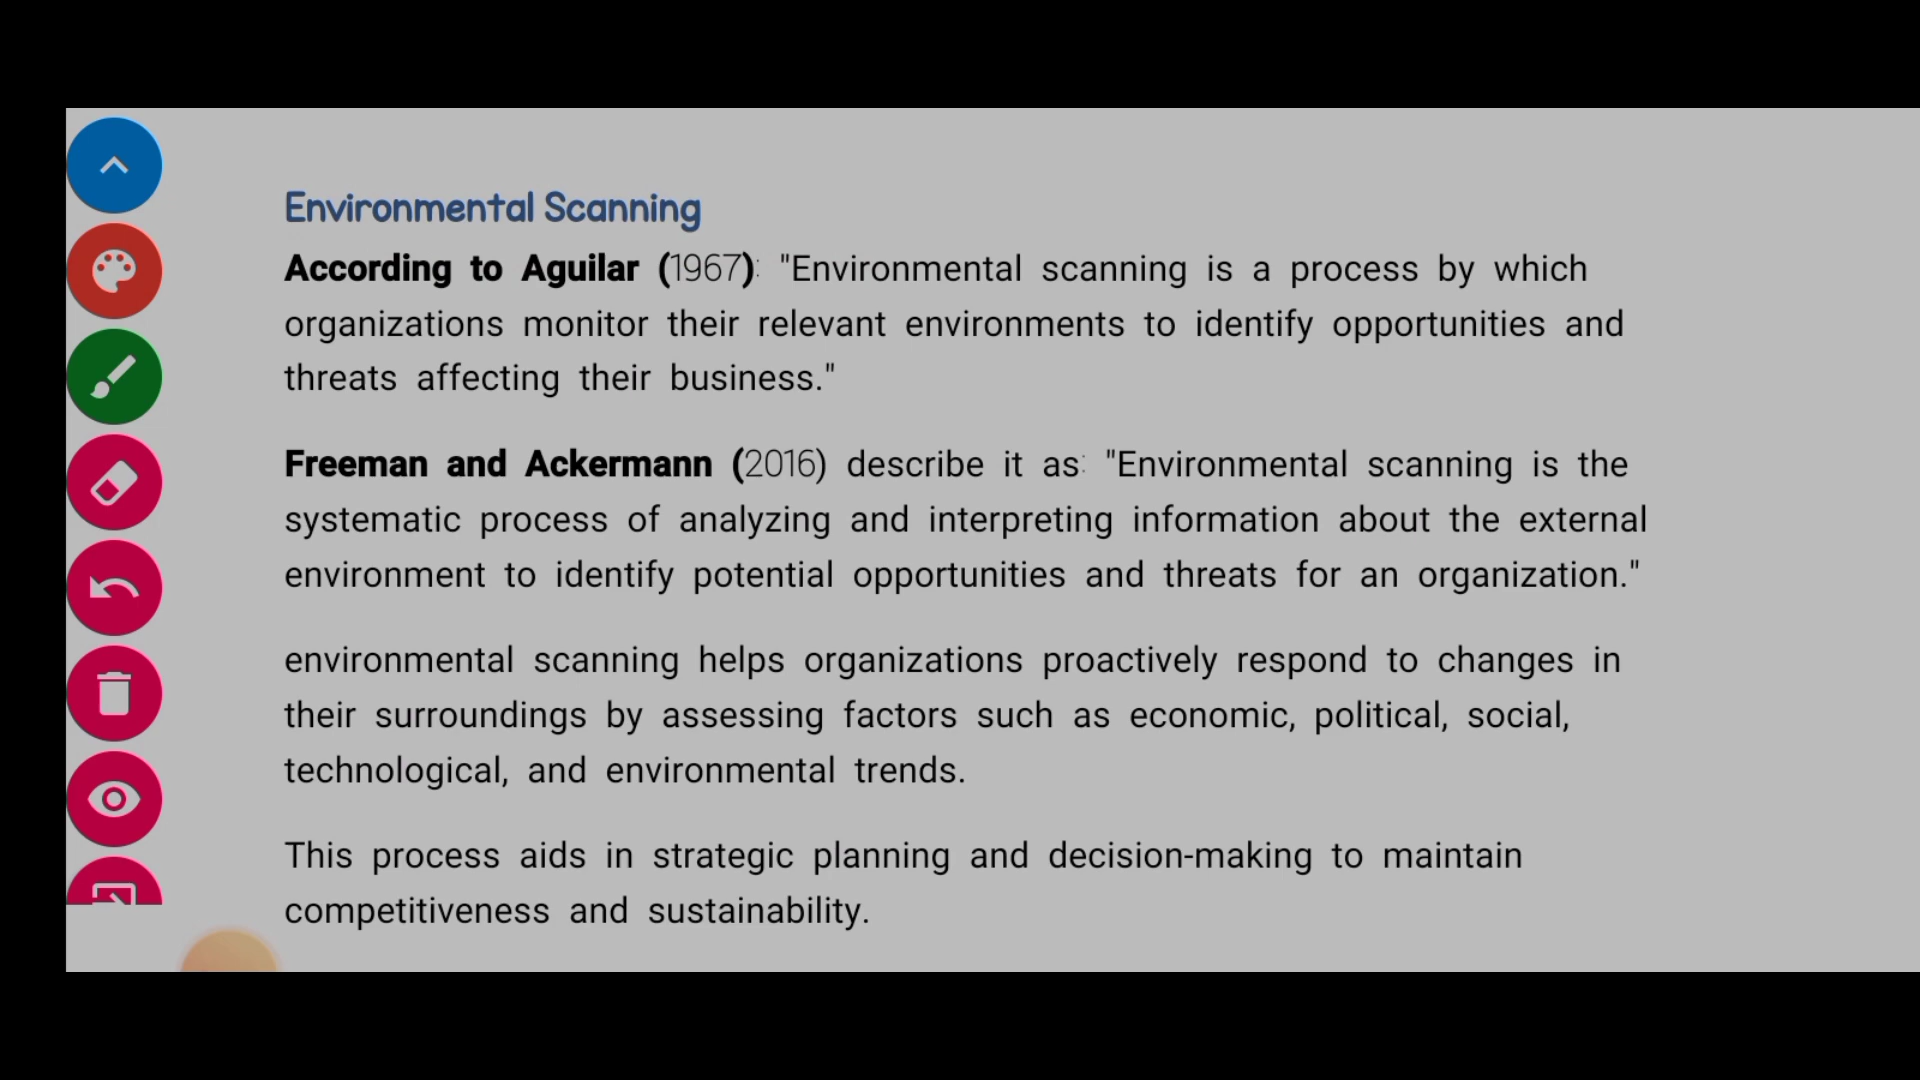 Environmental Scanning
According to Aguilar (1967): "Environmental scanning is a process by which
organizations monitor their relevant environments to identify opportunities and
threats affecting their business."
Freeman and Ackermann (2016) describe it as: "Environmental scanning is the
systematic process of analyzing and interpreting information about the external
environment to identify potential opportunities and threats for an organization."
environmental scanning helps organizations proactively respond to changes in
their surroundings by assessing factors such as economic, political, social,
technological, and environmental trends.
This process aids in strategic planning and decision-making to maintain
competitiveness and sustainability.